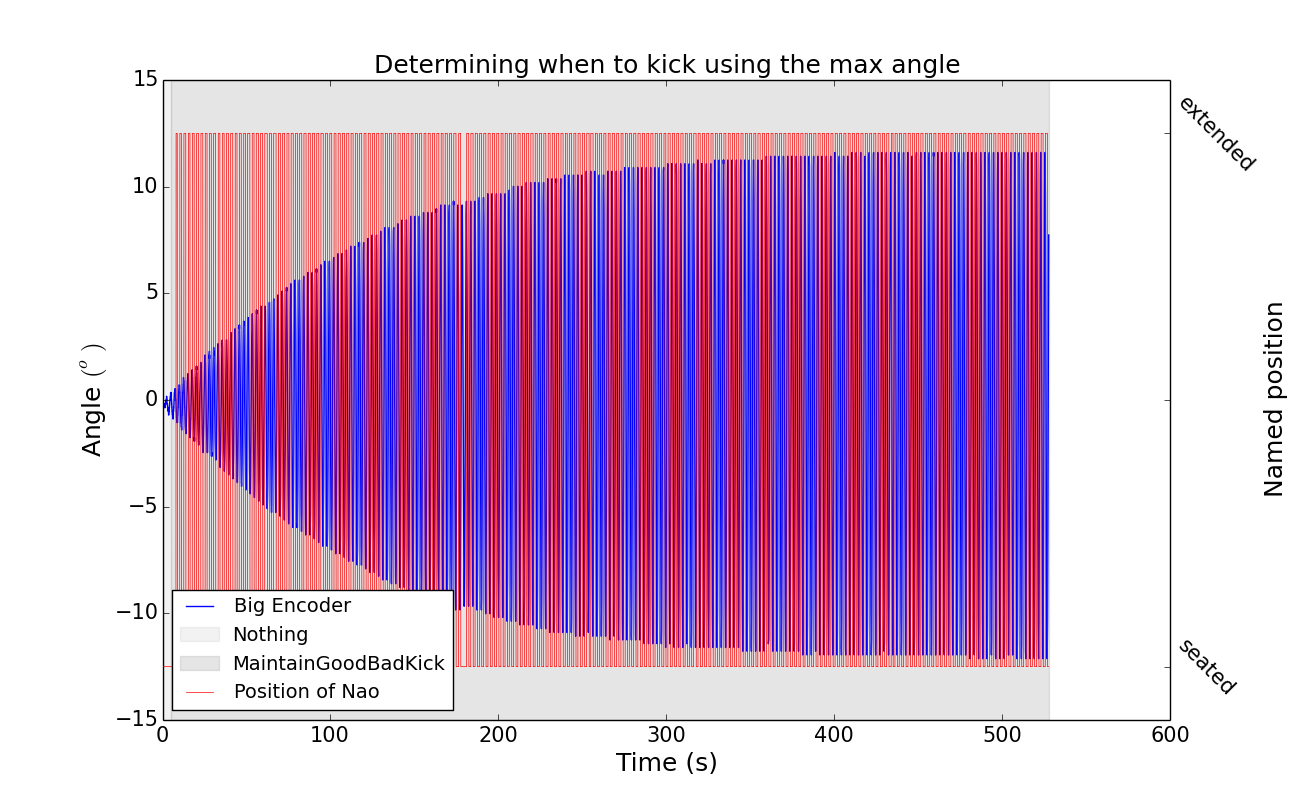 Determining when to kick using the max angle
15
10
5
0
−5
−10
−15
Angle (°)
0
100
200
300
400
500
600
Time (s)
extended
seated
Named position
Big Encoder
Nothing
MaintainGoodBadKick
Position of Nao